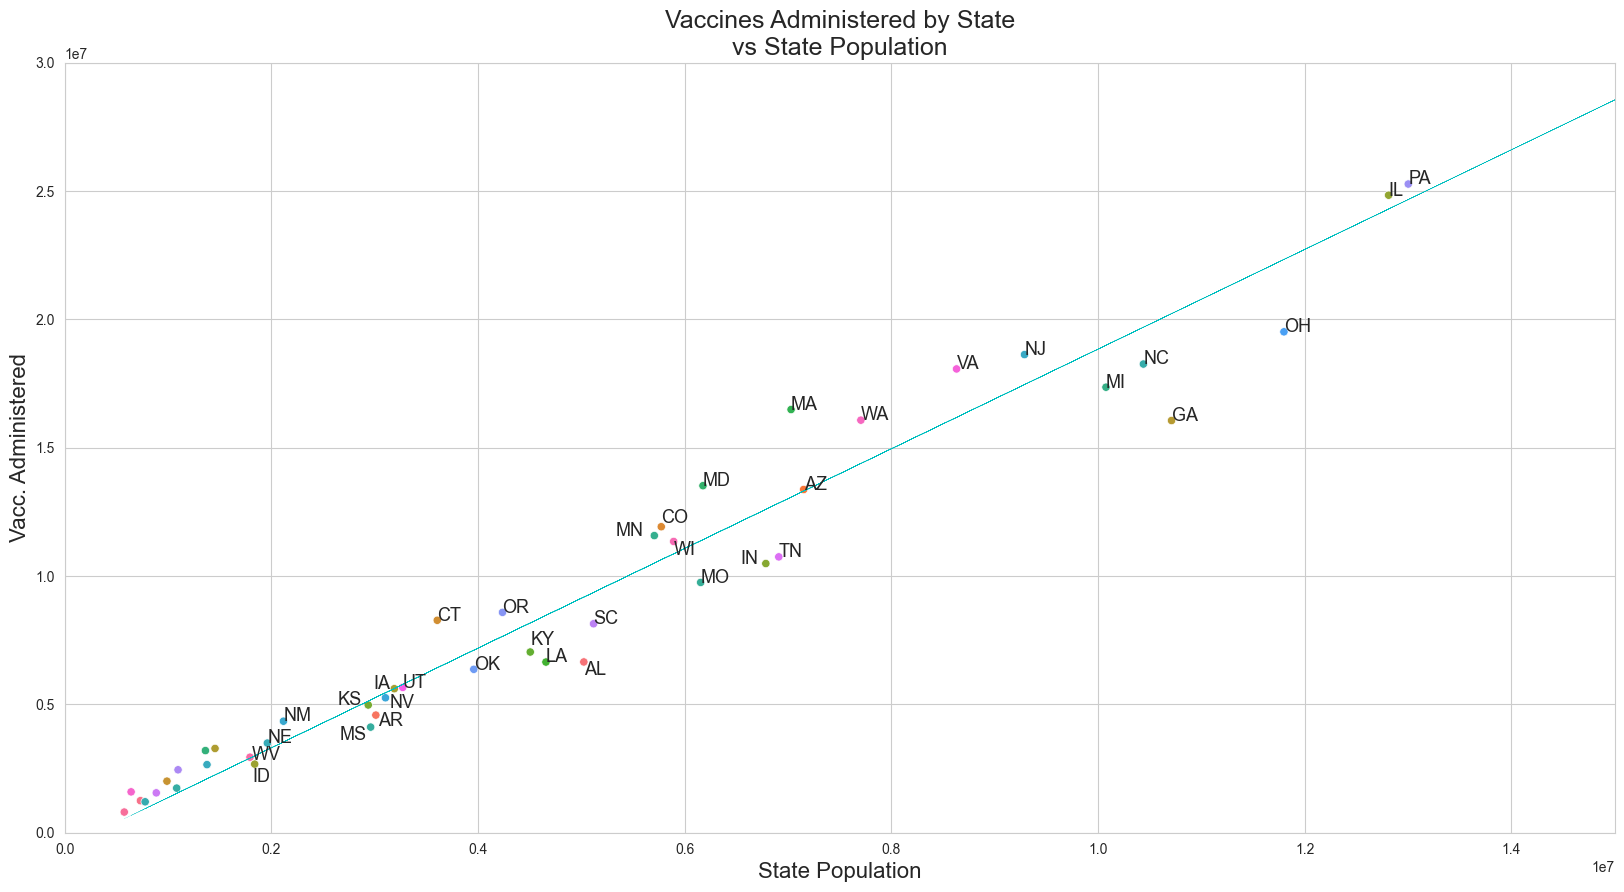 Vaccines Administered by State
vs State Population
1e7
3.0
2.5
2.0
1.5
1.0
0.5
0.0
Vacc. Administered
PA
IL
OH
NJ
NC
VA
MI
MA
WA
GA
MD
AZ
CO
MN
WI
TN
IN
MO
OR
CT
SC
KY
LA
AL
OK
IA
UT
KS
NV
NM
AR
MS
NE
WV
ID
0.0
0.2
0.4
0.6
0.8
1.0
1.2
1.4
1e7
State Population